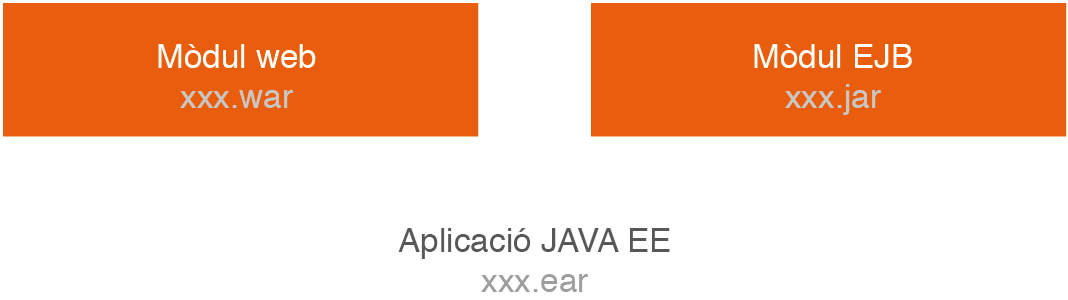 Mòdul web
xxx.war
Mòdul EJB
xxx.jar
Aplicació JAVA EE
xxx.ear